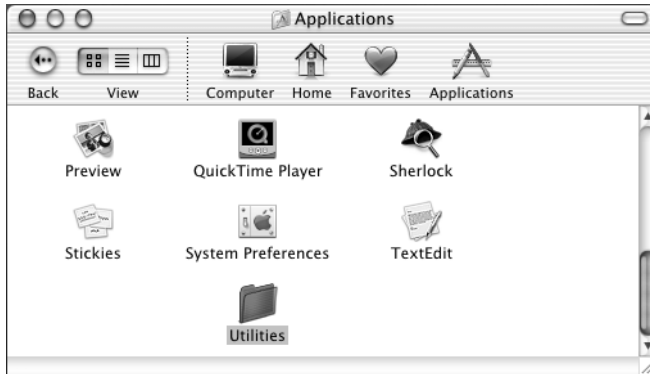 Applications
Back View Computer Home Favorites Applications
Preview QuickTime Player Sherlock
Stickies System Preferences TextEdit
Utilities